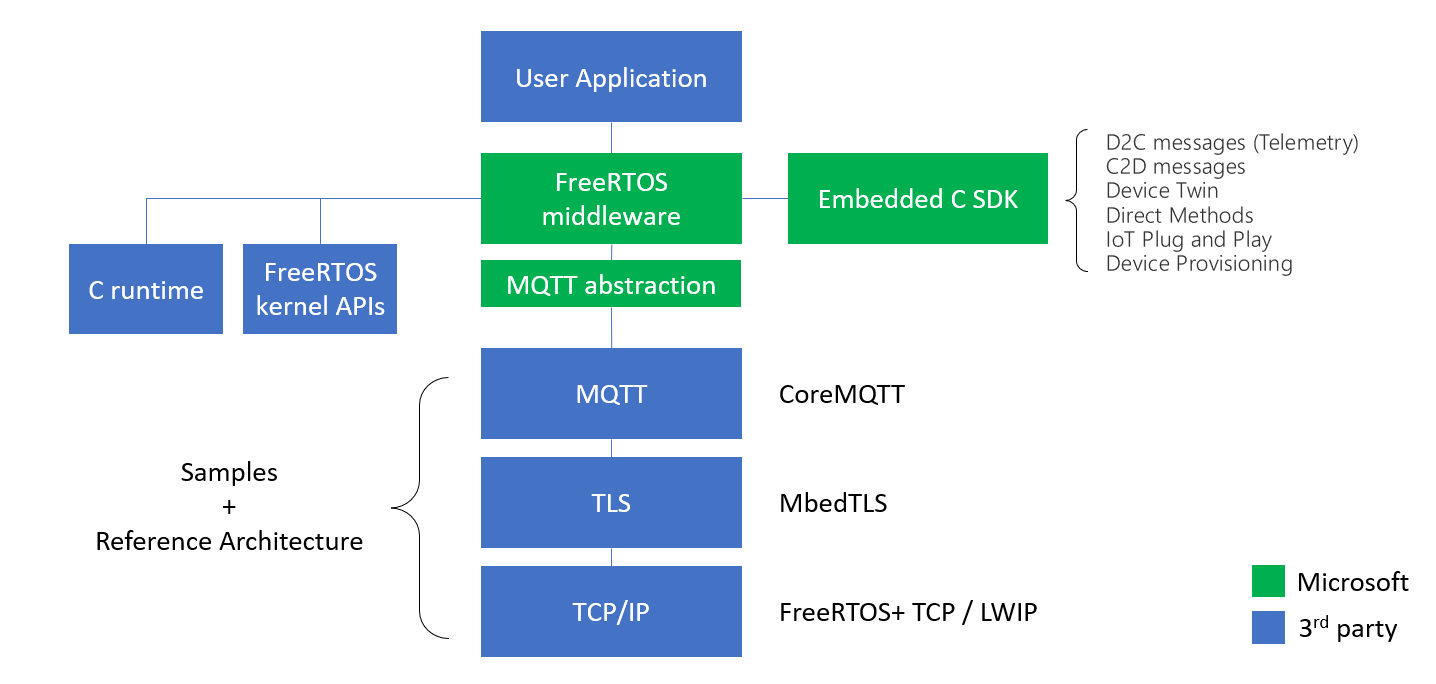 User Application
FreeRTOS
middleware
Embedded C SDK
D2C messages (Telemetry)
C2D messages
Device Twin
Direct Methods
IoT Plug and Play
Device Provisioning
C runtime
FreeRTOS
kernel APIs
MQTT abstraction
MQTT
CoreMQTT
Samples
+
Reference Architecture
TLS
MbedTLS
TCP/IP
FreeRTOS+ TCP / LWIP
Microsoft
3rd party